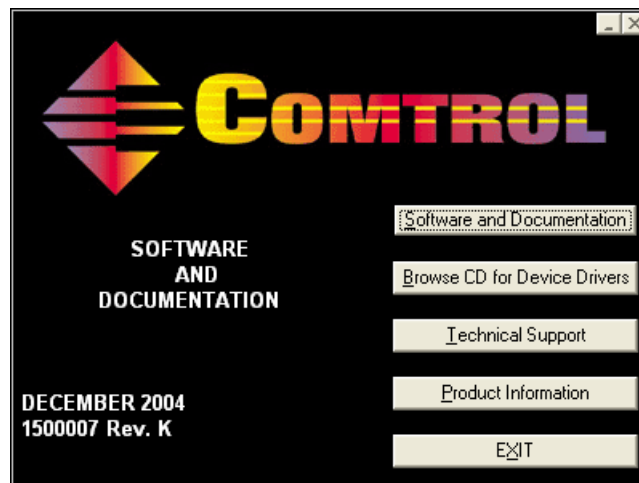 COMTROL
Software and Documentation
SOFTWARE
AND
DOCUMENTATION
Browse CD for Device Drivers
Technical Support
Product Information
DECEMBER 2004
1500007 Rev. K
EXIT